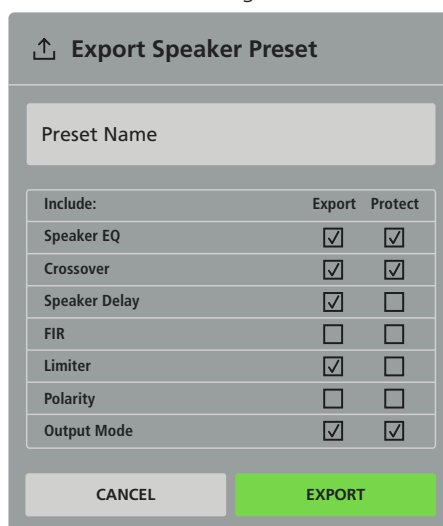 Export Speaker Preset
Preset Name
Include: Export Protect
Speaker EQ
Crossover
Speaker Delay
FIR
Limiter
Polarity
Output Mode
CANCEL EXPORT